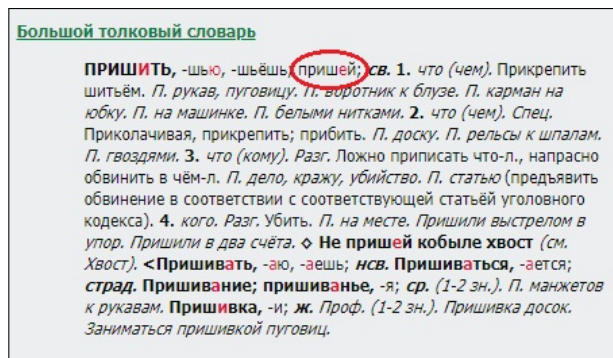 Большой толковый словарь
ПРИШИТЬ, -шью, -шьёшь; пришей; св. 1. что (чем). Прикрепить
шитьём. П. рукав, пуговицу. П. воротник к блузе. П. карман на
юбку. П. на машинке. П. белыми нитками. 2. что (чем). Спец.
Приколачивая, прикрепить; прибить. П. доску. П. рельсы к шпалам.
П. гвоздями. 3. что (кому). Разг. Ложно приписать что-л., напрасно
обвинить в чём-л. П. дело, кражу, убийство. П. статью (предъявить
обвинение в соответствии с соответствующей статьёй уголовного
кодекса). 4. кого. Разг. Убить. П. на месте. Пришили выстрелом в
упор. Пришили в два счёта. ◇ Не пришей кобыле хвост (см.
Хвост). <Пришивать, -аю, -аешь; нсв. Пришиваться, -ается;
страд. Пришивание; пришиванье, -я; ср. (1-2 зн.). П. манжетов
к рукавам. Пришивка, -и; ж. Проф. (1-2 зн.). Пришивка досок.
Заниматься пришивкой пуговиц.